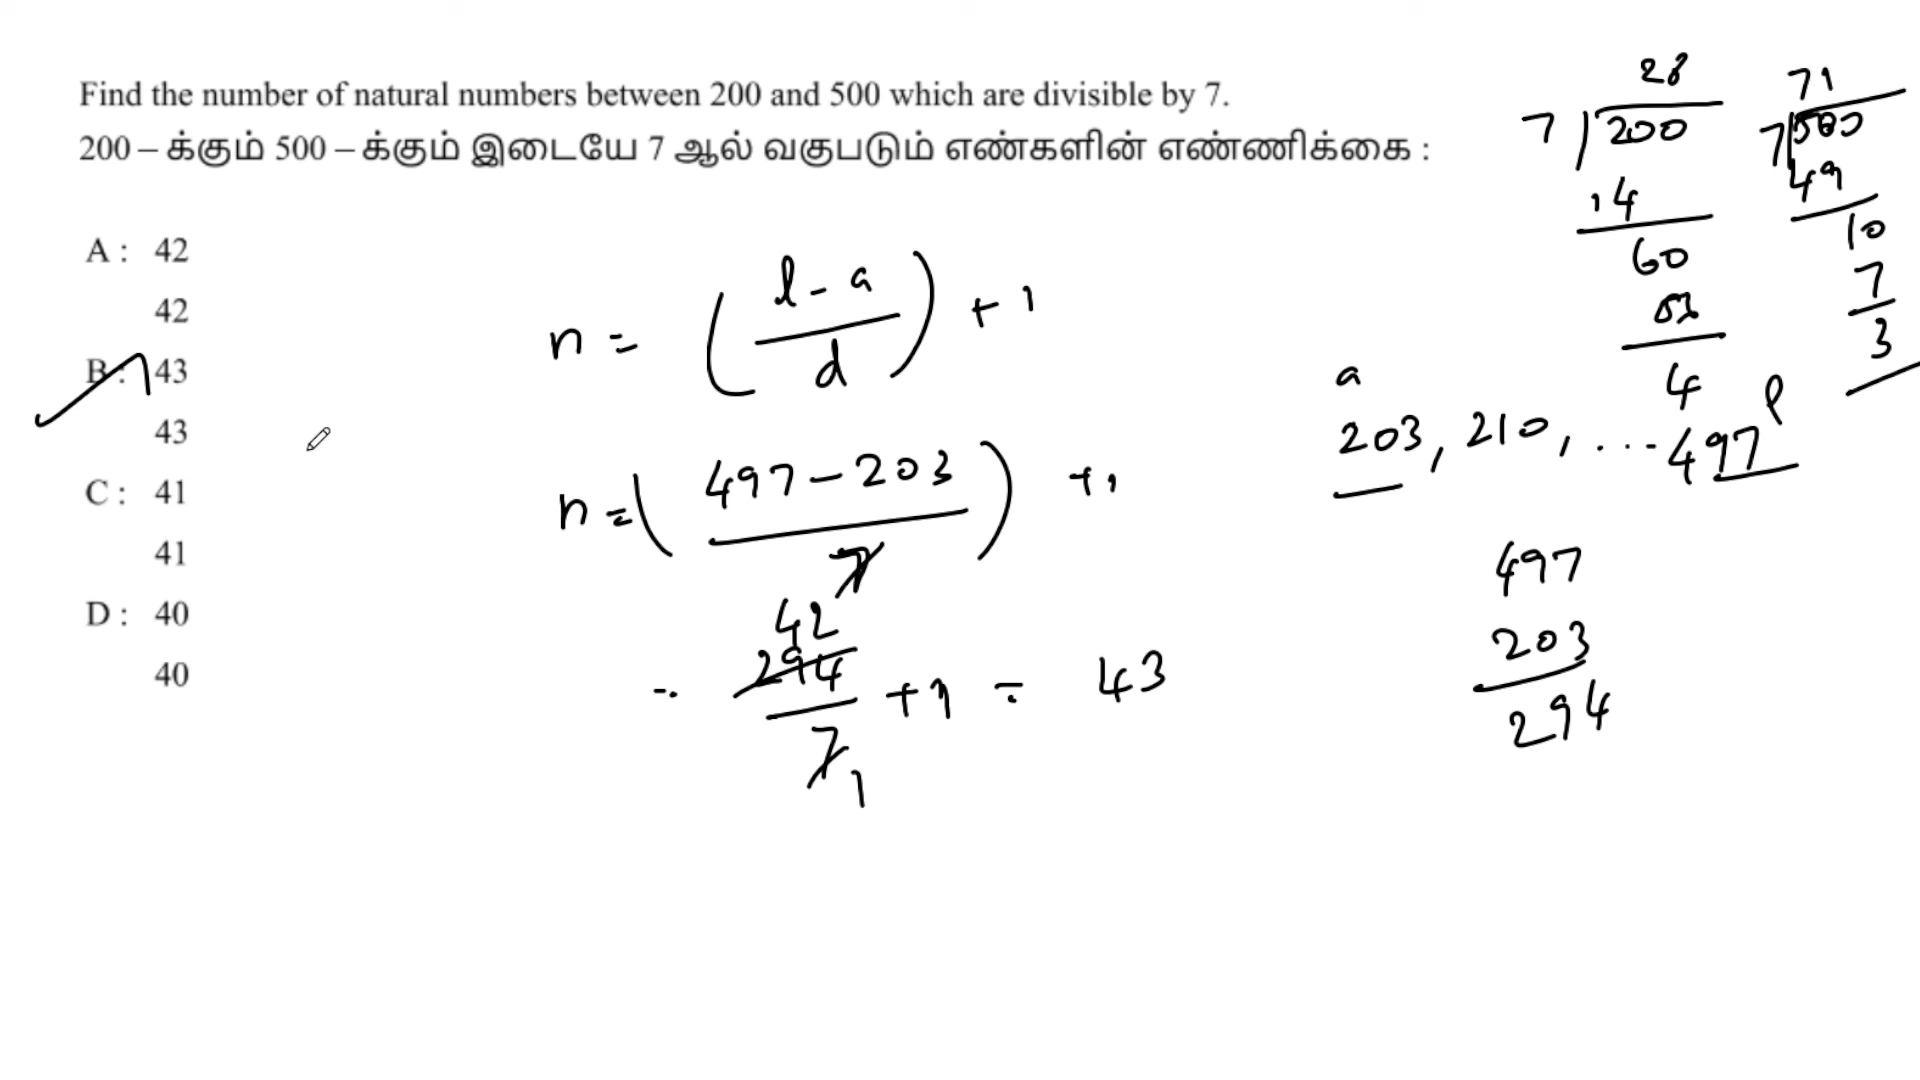 Find the number of natural numbers between 200 and 500 which are divisible by 7.
200 – க்கும் 500 – க்கும் இடையே 7 ஆல் வகுபடும் எண்களின் எண்ணிக்கை :
A : 42
42
B : 43
43
C : 41
41
D : 40
40
n = (l - a / d) + 1
n = (497 - 203 / 7) + 1
42
= 294 / 7 + 1 = 43
1
28
7 | 200
14
60
4
71
7 | 500
49
10
7
3
a
l
203, 210, ... 497
497
203
294